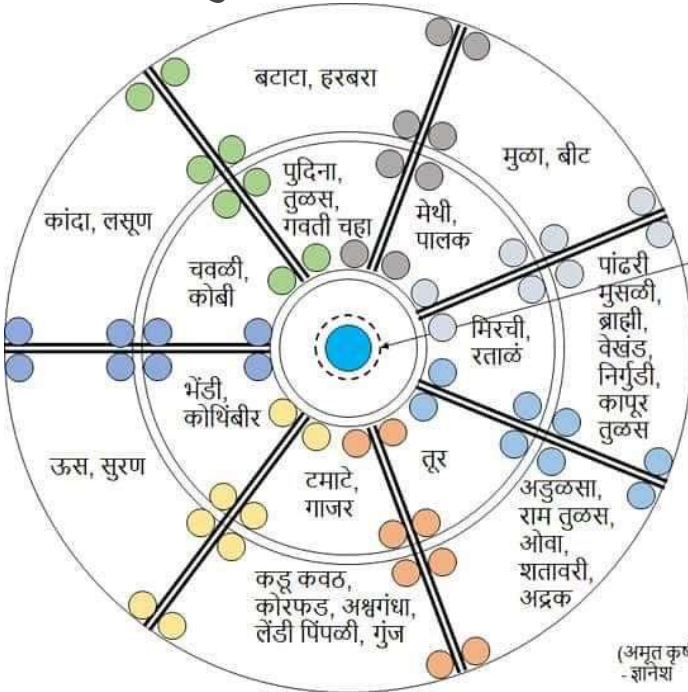 बटाटा, हरबरा
मुळा, बीट
पुदिना,
तुळस,
गवती चहा
मेथी,
पालक
कांदा, लसूण
चवळी,
कोबी
पांढरी
मुसळी,
ब्राह्मी,
वेखंड,
निर्गुडी,
कापूर
तुळस
मिरची,
रताळं
भेंडी,
कोथिंबीर
ऊस, सुरण
टमाटे,
गाजर
तूर
अडुळसा,
राम तुळस,
ओवा,
शतावरी,
अद्रक
कडू कवठ,
कोरफड, अश्वगंधा,
लेंडी पिंपळी, गुंज
(अमृत कृषी
- ज्ञानेश